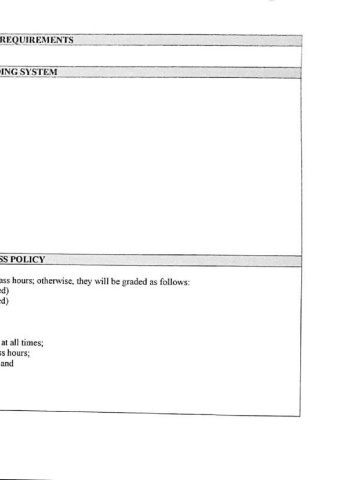 REQUIREMENTS
ING SYSTEM
SS POLICY
ass hours; otherwise, they will be graded as follows:
ed)
ed)
at all times;
ss hours;
and